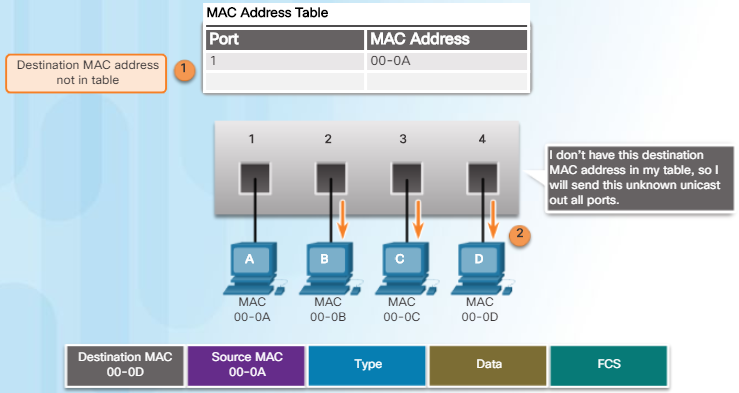 MAC Address Table
Port MAC Address
1 00-0A
Destination MAC address
not in table
1
1 2 3 4
I don't have this destination
MAC address in my table, so I
will send this unknown unicast
out all ports.
2
A B C D
MAC MAC MAC MAC
00-0A 00-0B 00-0C 00-0D
Destination MAC
00-0D
Source MAC
00-0A
Type
Data
FCS